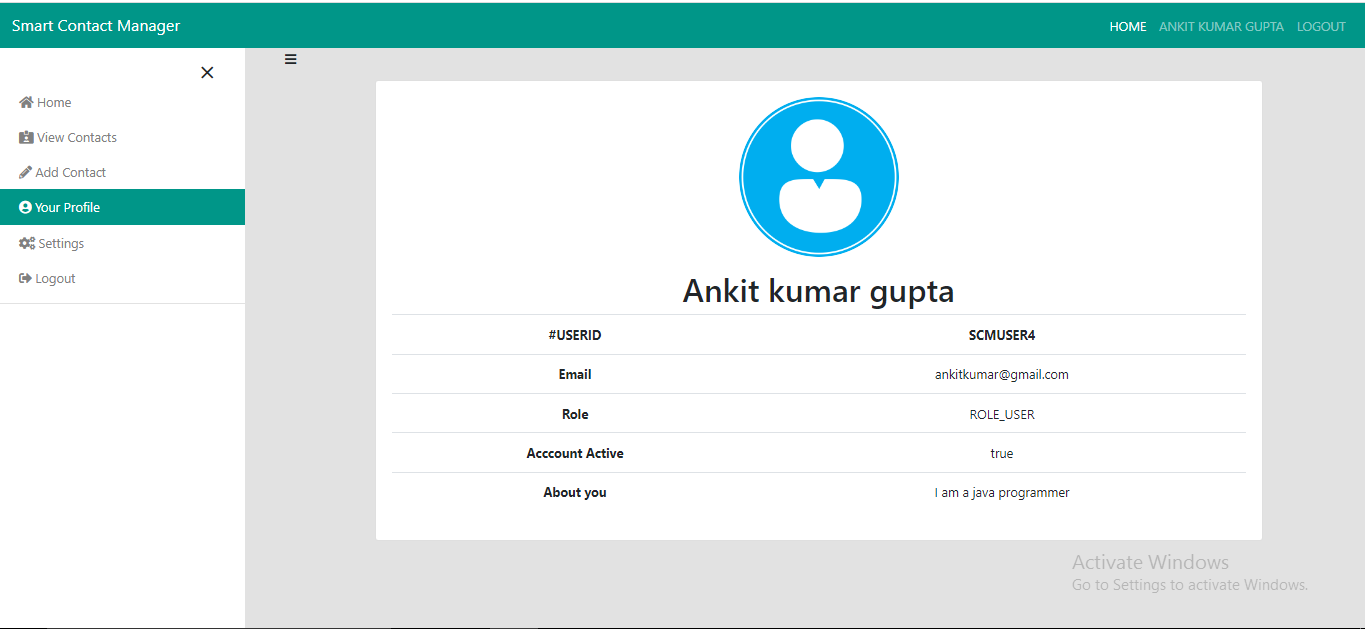 Smart Contact Manager
HOME ANKIT KUMAR GUPTA LOGOUT
Home
View Contacts
Add Contact
Your Profile
Settings
Logout
Ankit kumar gupta
#USERID SCMUSER4
Email ankitkumar@gmail.com
Role ROLE_USER
Acccount Active true
About you I am a java programmer
Activate Windows
Go to Settings to activate Windows.